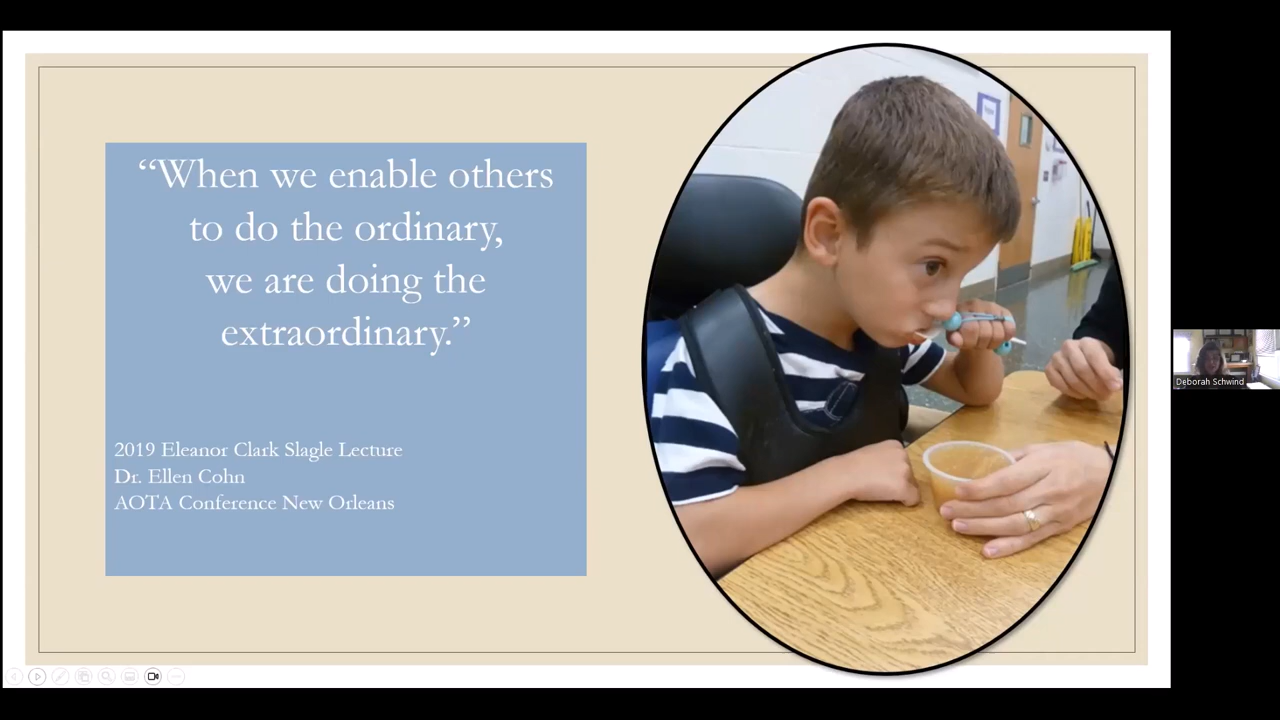 “When we enable others
to do the ordinary,
we are doing the
extraordinary.”
2019 Eleanor Clark Slagle Lecture
Dr. Ellen Cohn
AOTA Conference New Orleans
Deborah Schwind